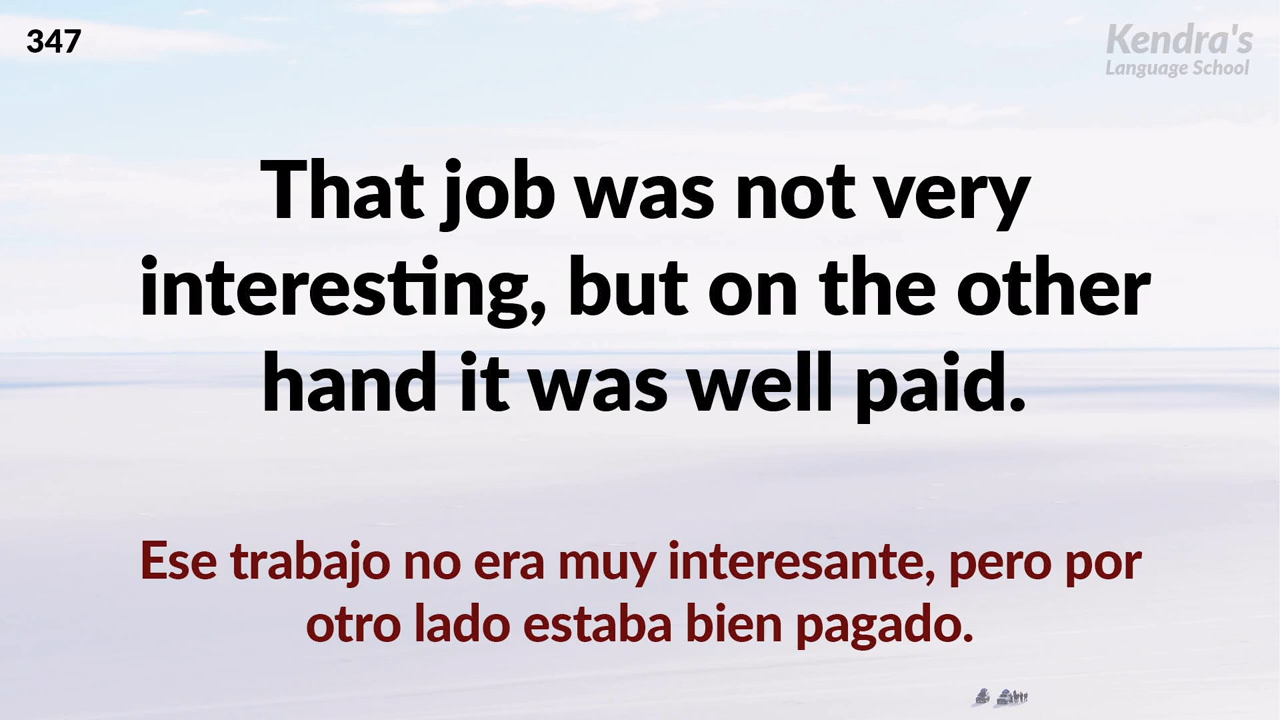 347
Kendra's
Language School
That job was not very
interesting, but on the other
hand it was well paid.
Ese trabajo no era muy interesante, pero por
otro lado estaba bien pagado.